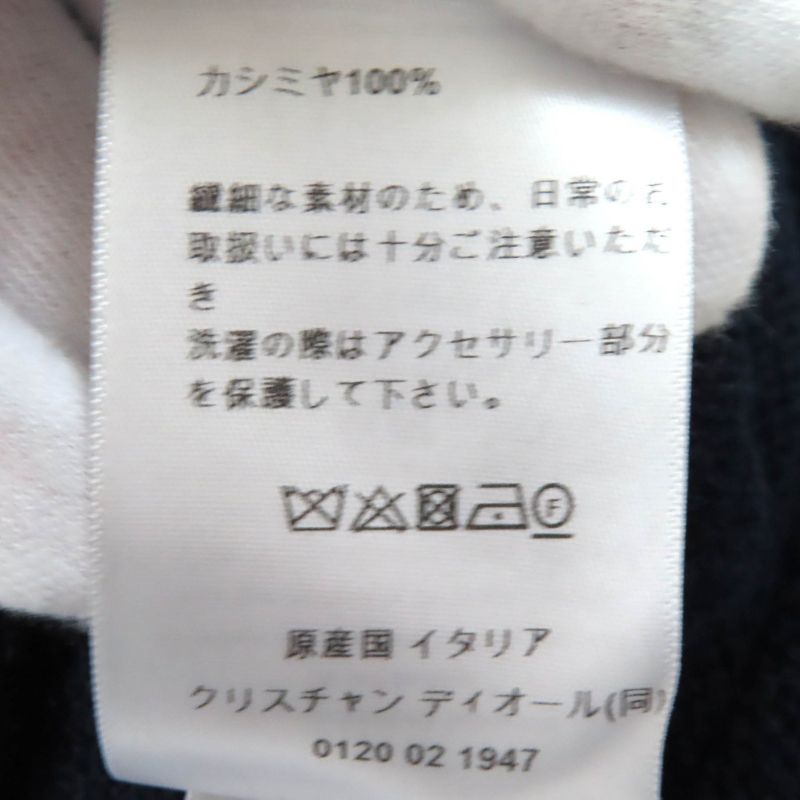 カシミヤ100%
繊細な素材のため、日常のお
取扱いには十分ご注意いただ
き
洗濯の際はアクセサリー部分
を保護して下さい。
F
原産国 イタリア
クリスチャン ディオール(同)
0120 02 1947